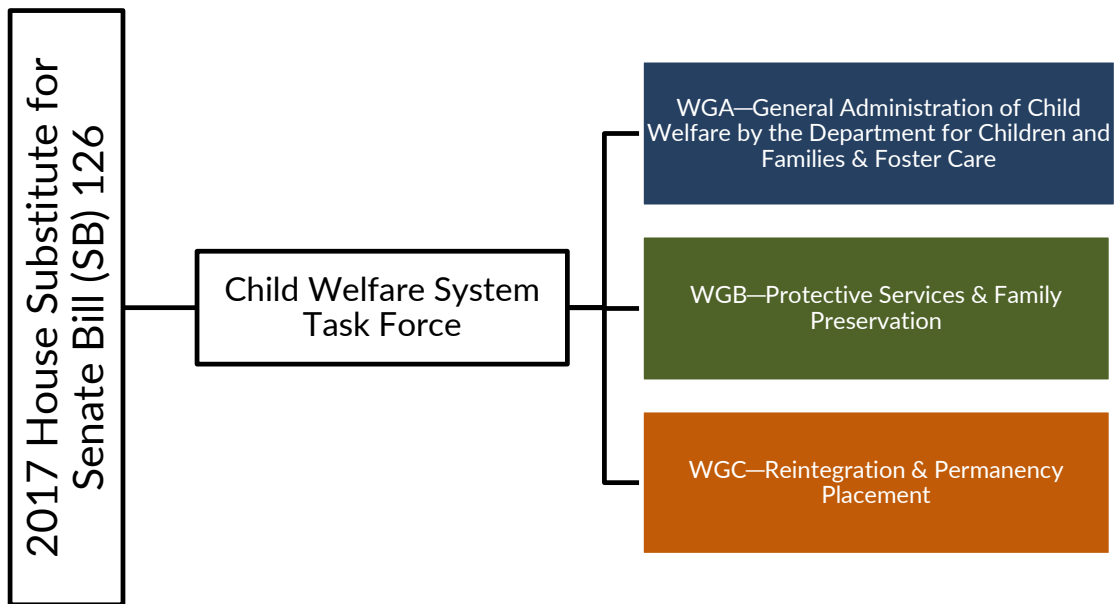 2017 House Substitute for
Senate Bill (SB) 126
Child Welfare System
Task Force
WGA—General Administration of Child
Welfare by the Department for Children and
Families & Foster Care
WGB—Protective Services & Family
Preservation
WGC—Reintegration & Permanency
Placement